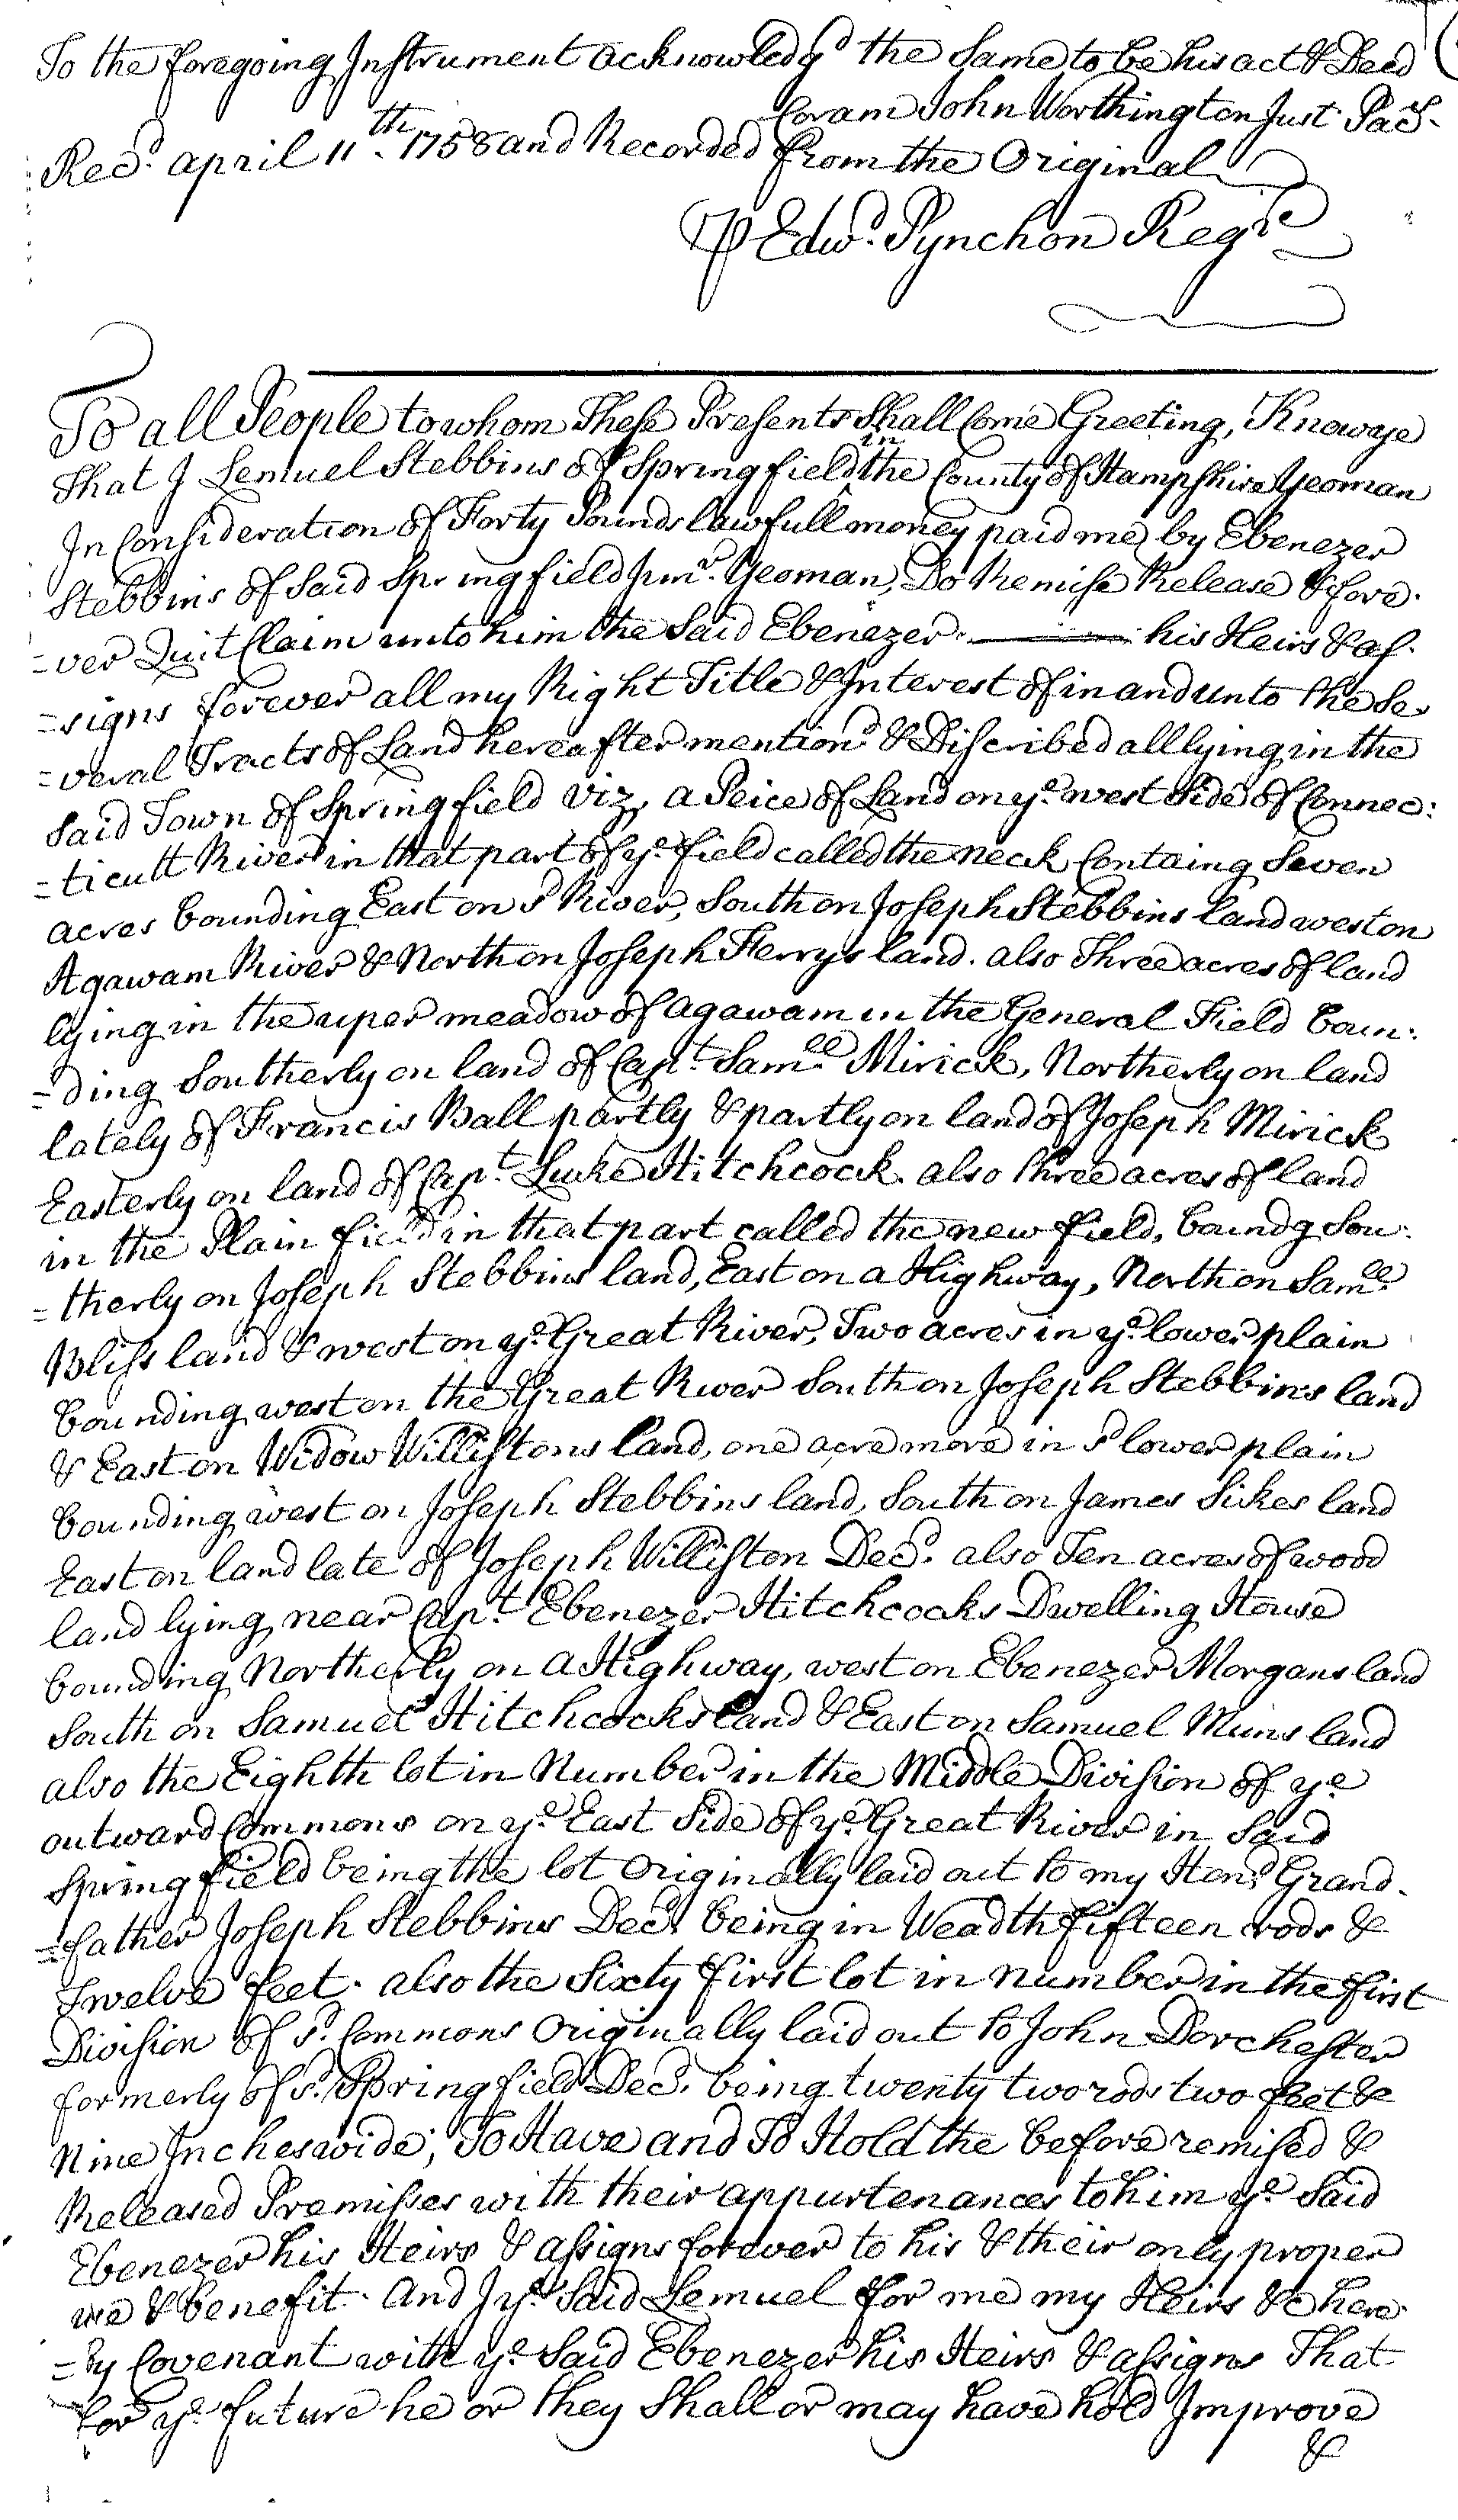 To the foregoing Instrument acknowledgd the Same to be his act & Deed
Coram John Worthington Just. Pacs.
Recd. april 11th. 1758 and Recorded from the Original
P Edwd. Pynchon Regr
To all People to whom These Presents Shall Come Greeting, Know ye
That I Lemuel Stebbins of Springfield in the County of Hampshire Yeoman
In Consideration of Forty Pounds lawfull money paid me by Ebenezer
Stebbins of Said Springfield Junr. Yeoman, Do Remise Release & fore-
=ver Quit Claim unto him the Said Ebenezer his Heirs & as-
=signs forever all my Right Title & Interest of in and unto the Se-
=veral Tracts of Land hereafter mentiond. & Discribed all lying in the
Said Town of Springfield viz, a Peice of Land on ye. west Side of Connec:
=ticutt River in that part of ye. field called the neck Containg Seven
acres bounding East on sd River, South on Joseph Stebbins land west on
Agawam River & North on Joseph Ferrys land. also Three acres of land
lying in the uper meadow of agawam in the General Field boun:
=ding Southerly on land of Capt. Samll. Mirick, Northerly on land
lately of Francis Ball partly & partly on land of Joseph Mirick
Easterly on land of Capt. Luke Hitchcock. also three acres of land
in the Plain field in that part called the new field, boundg Sou:
=therly on Joseph Stebbins land, East on a Highway, North on Samll.
Bliss land & west on ye. Great River, Two acres in ye. lower plain
bounding west on the Great River South on Joseph Stebbins land
& East on Widow Willistons land, one acre more in sd lower plain
bounding west on Joseph Stebbins land, South on James Sikes land
East on land late of Joseph Williston Decd. also Ten acres of wood
land lying near Capt. Ebenezer Hitchcocks Dwelling House
bounding Northerly on a Highway, west on Ebenezer Morgans land
South on Samuel Hitchcocks land & East on Samuel Muns land
also the Eighth lot in Number in the Middle Division of ye
outward Commons on ye. East Side of ye. Great River in Said
Springfield being the lot Originally laid out to my Hond. Grand-
=father Joseph Stebbins Decd. being in Weadth fifteen rods &
Twelve feet. also the Sixty first lot in number in the first
Division of sd. Commons Originally laid out to John Dorchester
formerly of sd. Springfield Decd. being twenty two rods two feet &
Nine Inches wide; To Have and To Hold the before remised &
Released Premisses with their appurtenances to him ye. Said
Ebenezer his Heirs & assigns forever to his & their only proper
use & benefit. And I ye. Said Lemuel for me my Heirs &c here-
=by Covenant with ye. Said Ebenezer his Heirs & assigns That
for ye. future he or they Shall or may have hold Improve
&